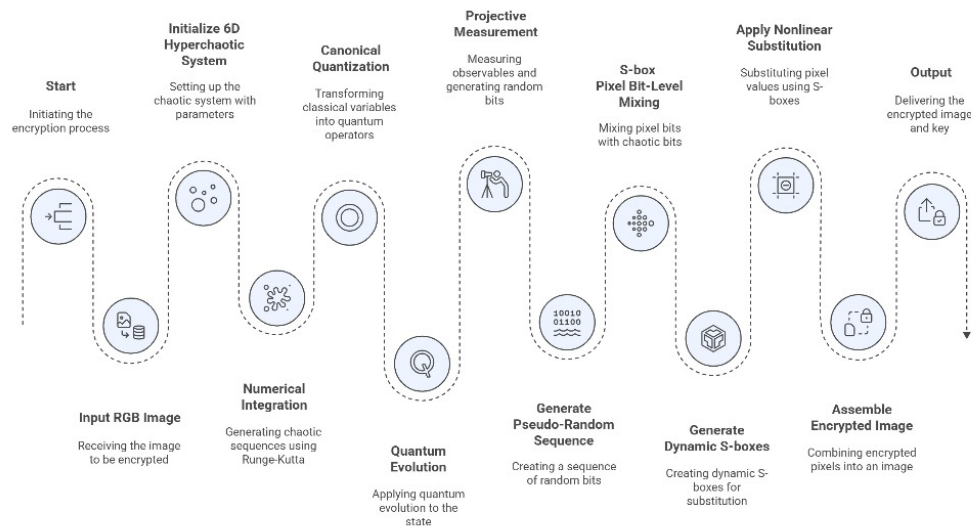 Start
Initiating the
encryption process
Input RGB Image
Receiving the image
to be encrypted
Initialize 6D
Hyperchaotic
System
Setting up the
chaotic system with
parameters
Numerical
Integration
Generating chaotic
sequences using
Runge-Kutta
Canonical
Quantization
Transforming
classical variables
into quantum
operators
Q
Quantum
Evolution
Applying quantum
evolution to the
state
Projective
Measurement
Measuring
observables and
generating random
bits
10010
01100
Generate
Pseudo-Random
Sequence
Creating a sequence
of random bits
S-box
Pixel Bit-Level
Mixing
Mixing pixel bits
with chaotic bits
Generate
Dynamic S-boxes
Creating dynamic S-
boxes for
substitution
Apply Nonlinear
Substitution
Substituting pixel
values using S-
boxes
Assemble
Encrypted Image
Combining encrypted
pixels into an image
Output
Delivering the
encrypted image
and key